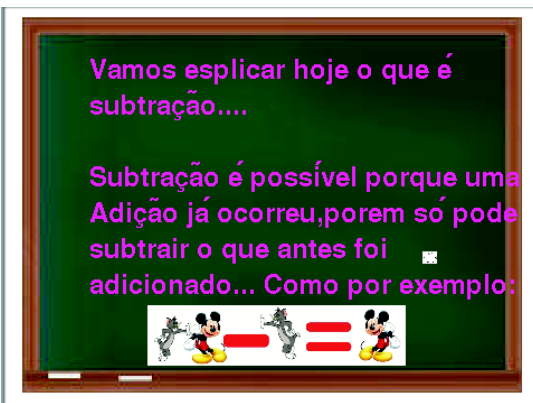 Vamos esplicar hoje o que é
subtração....
Subtração é possível porque uma
Adição já ocorreu,porem só pode
subtrair o que antes foi
adicionado... Como por exemplo: